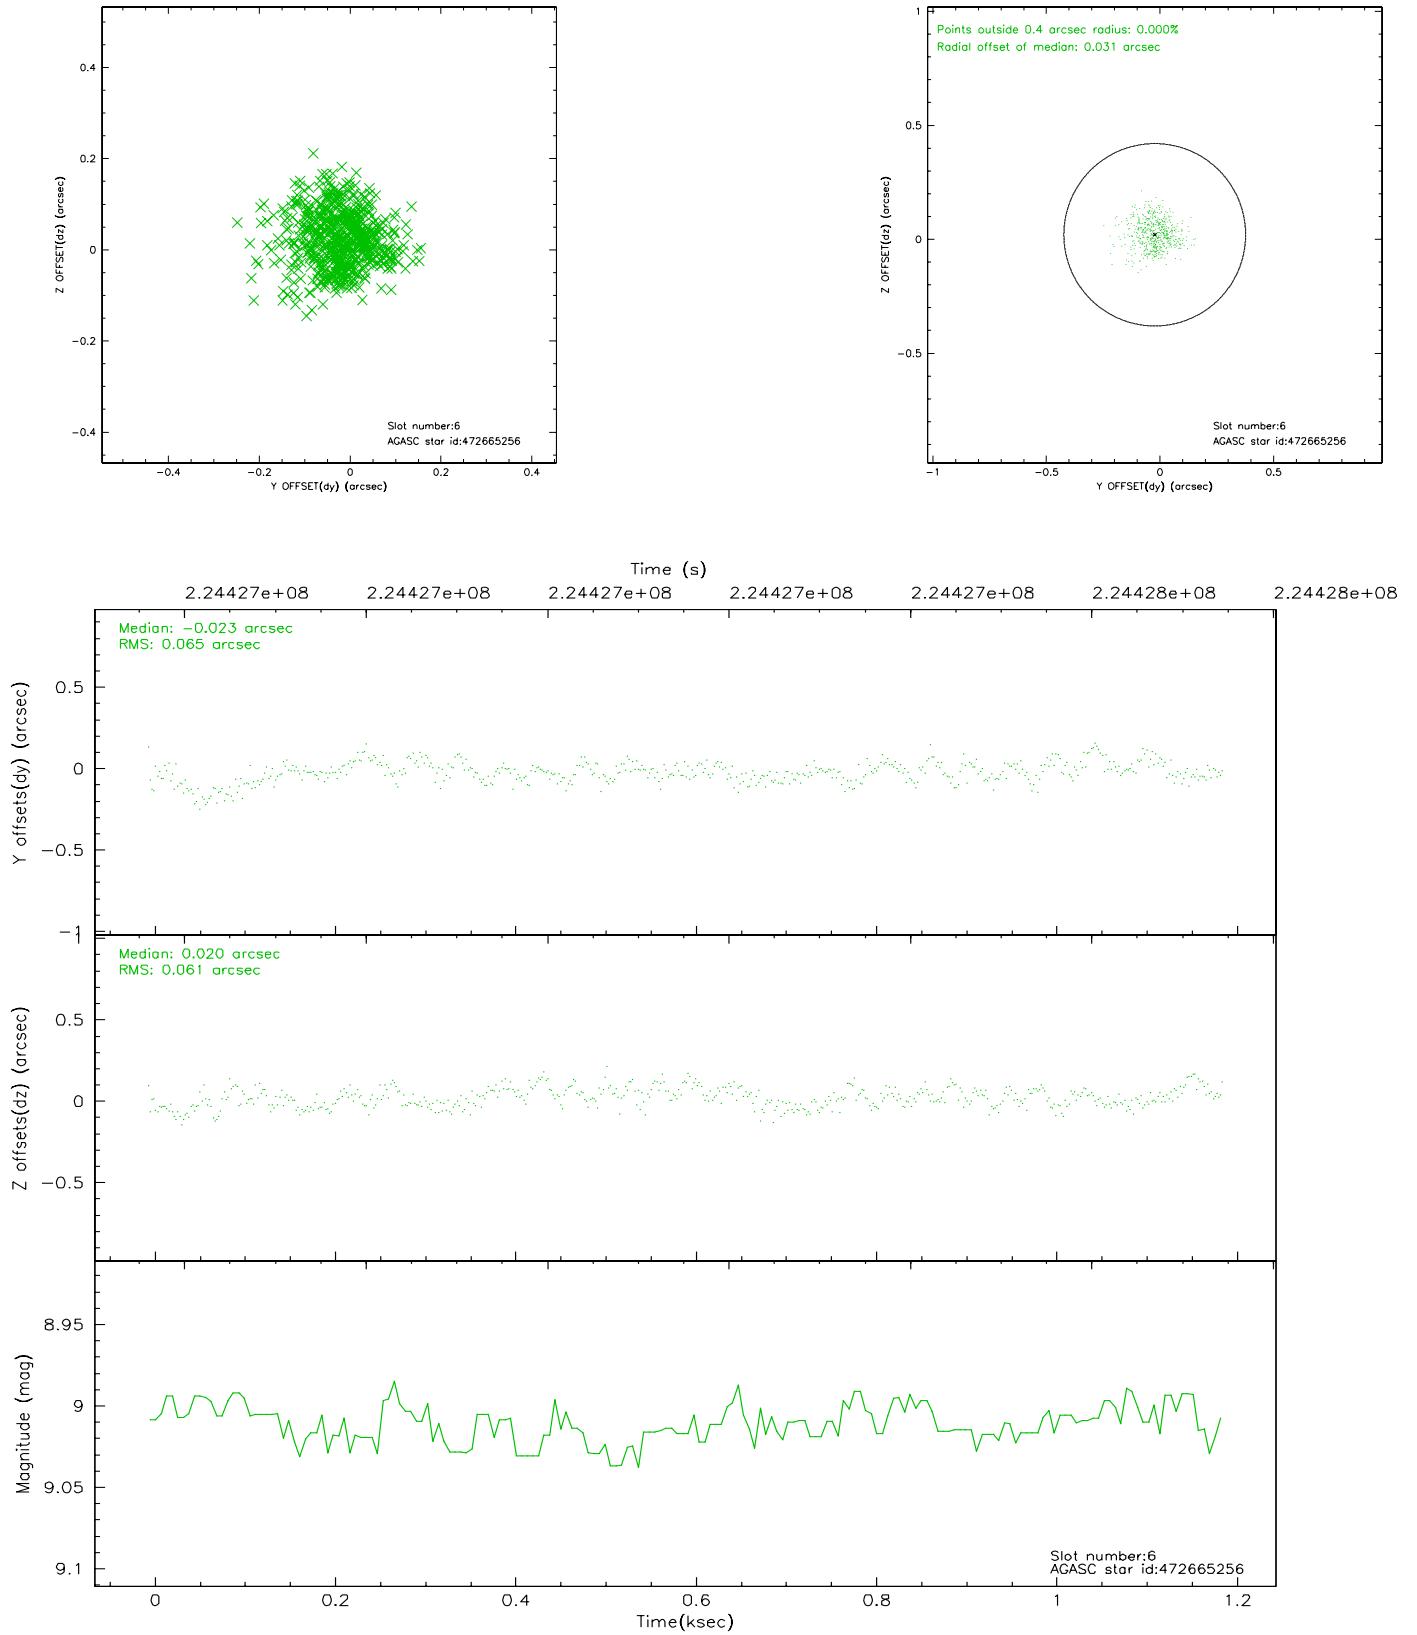 0.4
0.2
0
−0.2
−0.4
Z OFFSET(dz) (arcsec)
Slot number:6
AGASC star id:472665256
−0.4 −0.2 0 0.2 0.4
Y OFFSET(dy) (arcsec)
Points outside 0.4 arcsec radius: 0.000%
Radial offset of median: 0.031 arcsec
1
0.5
0
−0.5
Z OFFSET(dz) (arcsec)
Slot number:6
AGASC star id:472665256
−1 −0.5 0 0.5
Y OFFSET(dy) (arcsec)
Time (s)
2.24427e+08 2.24427e+08 2.24427e+08 2.24427e+08 2.24427e+08 2.24428e+08 2.24428e+08
Median: −0.023 arcsec
RMS: 0.065 arcsec
0.5
0
−0.5
−1
Y offsets(dy) (arcsec)
Median: 0.020 arcsec
RMS: 0.061 arcsec
1
0.5
0
−0.5
Z offsets(dz) (arcsec)
8.95
9
9.05
9.1
Magnitude (mag)
Slot number:6
AGASC star id:472665256
0 0.2 0.4 0.6 0.8 1 1.2
Time(ksec)